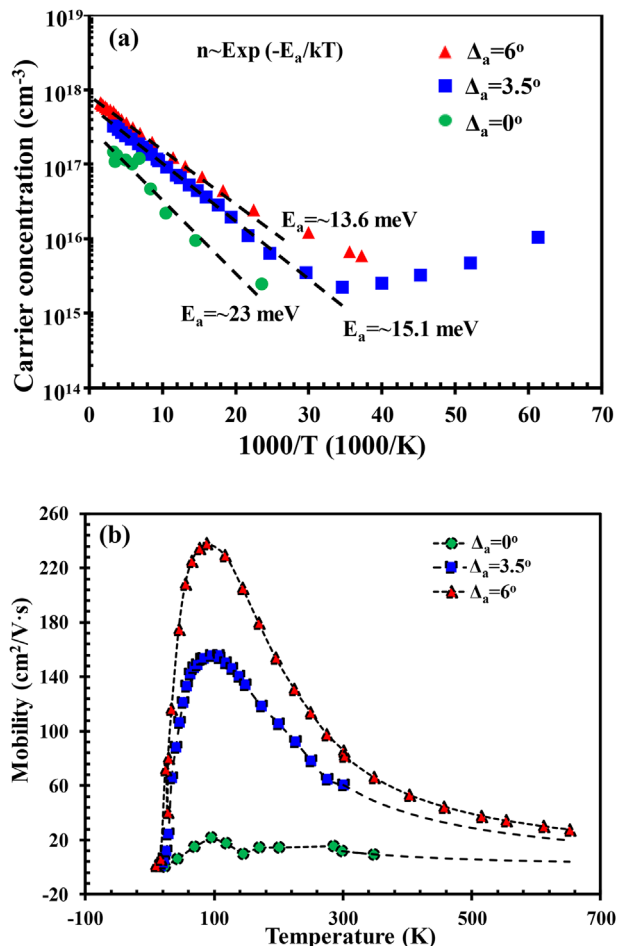 (a)
n~Exp (-Eₐ/kT)
Δₐ=6°
Δₐ=3.5°
Δₐ=0°
Carrier concentration (cm⁻³)
10¹⁹
10¹⁸
10¹⁷
10¹⁶
10¹⁵
10¹⁴
Eₐ=~13.6 meV
Eₐ=~23 meV
Eₐ=~15.1 meV
0 10 20 30 40 50 60 70
1000/T (1000/K)
(b)
Δₐ=0°
Δₐ=3.5°
Δₐ=6°
Mobility (cm²/V·s)
260
220
180
140
100
60
20
-20
-100 100 300 500 700
Temperature (K)